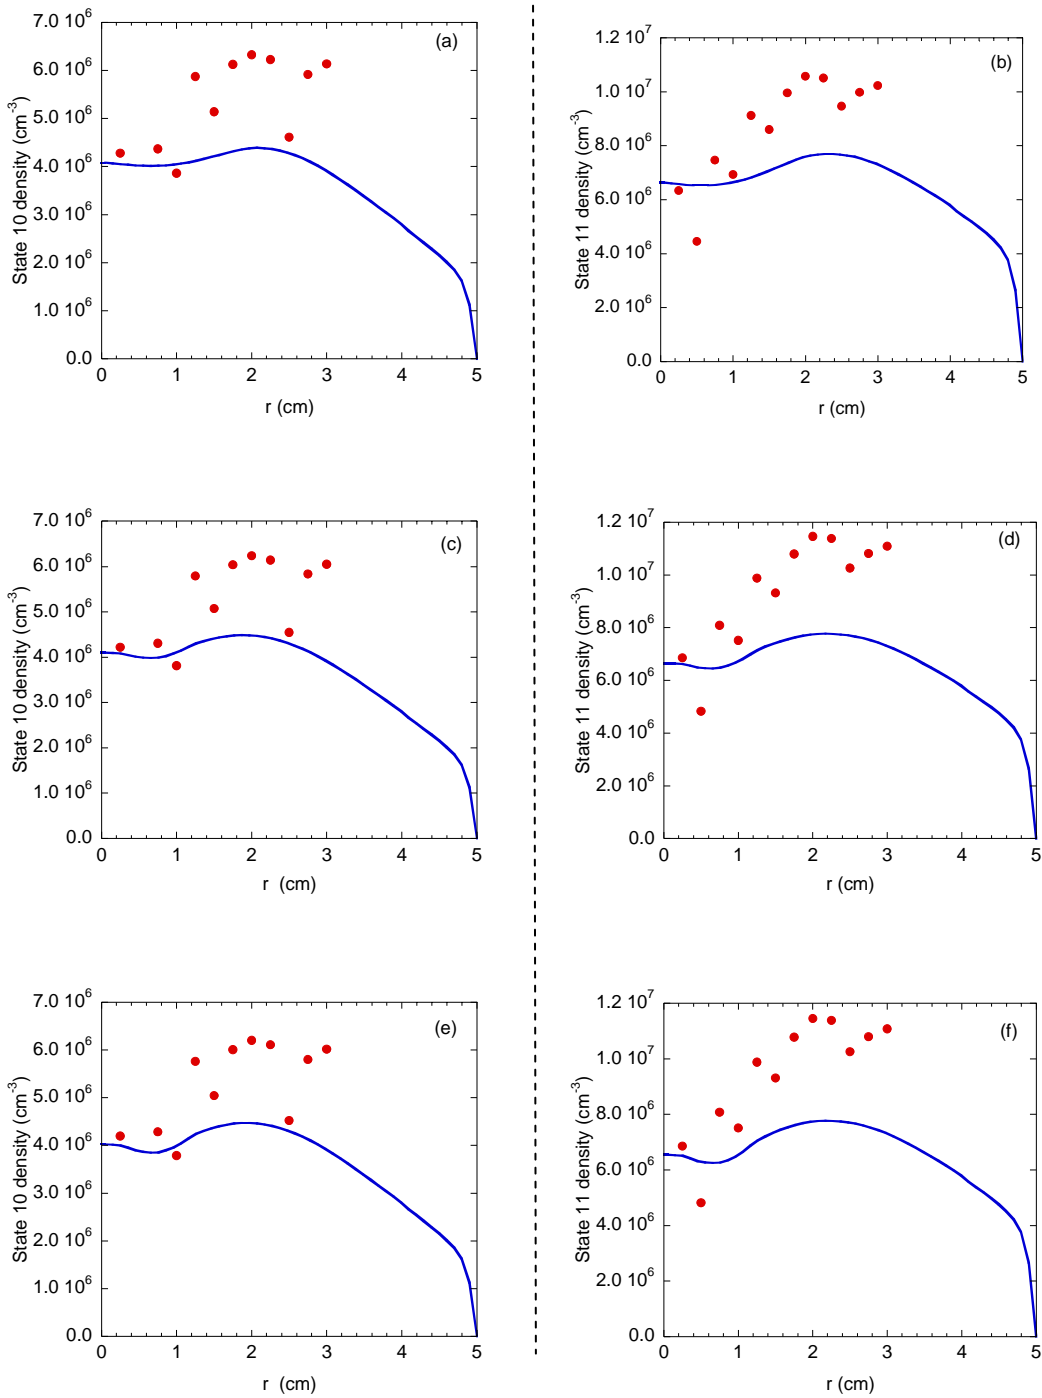 (a)
State 10 density (cm⁻³)
7.0 10⁶
6.0 10⁶
5.0 10⁶
4.0 10⁶
3.0 10⁶
2.0 10⁶
1.0 10⁶
0.0
0 1 2 3 4 5
r (cm)
(b)
State 11 density (cm⁻³)
1.2 10⁷
1.0 10⁷
8.0 10⁶
6.0 10⁶
4.0 10⁶
2.0 10⁶
0.0
0 1 2 3 4 5
r (cm)
(c)
State 10 density (cm⁻³)
7.0 10⁶
6.0 10⁶
5.0 10⁶
4.0 10⁶
3.0 10⁶
2.0 10⁶
1.0 10⁶
0.0
0 1 2 3 4 5
r (cm)
(d)
State 11 density (cm⁻³)
1.2 10⁷
1.0 10⁷
8.0 10⁶
6.0 10⁶
4.0 10⁶
2.0 10⁶
0.0
0 1 2 3 4 5
r (cm)
(e)
State 10 density (cm⁻³)
7.0 10⁶
6.0 10⁶
5.0 10⁶
4.0 10⁶
3.0 10⁶
2.0 10⁶
1.0 10⁶
0.0
0 1 2 3 4 5
r (cm)
(f)
State 11 density (cm⁻³)
1.2 10⁷
1.0 10⁷
8.0 10⁶
6.0 10⁶
4.0 10⁶
2.0 10⁶
0.0
0 1 2 3 4 5
r (cm)